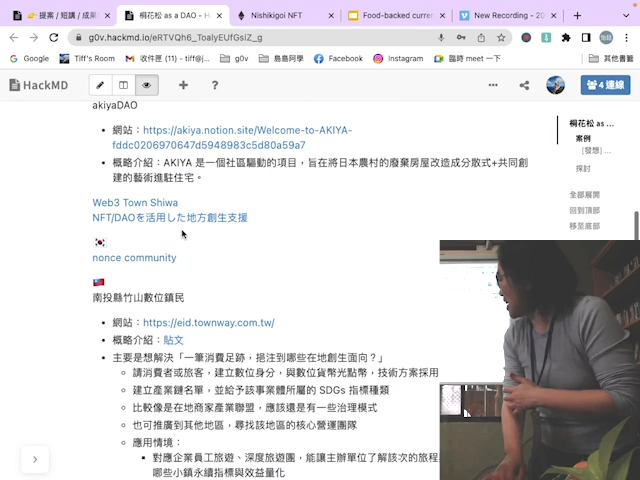 提案 / 短講 / 成果
桐花松 as a DAO - H
Nishikigoi NFT
Food-backed curren
New Recording – 20
g0v.hackmd.io/eRTVQh6_ToaIyEUfGsiZ_g
Google
Tiff's Room
收件匣 (11) - tiff@j...
g0v
島島阿學
Facebook
Instagram
臨時 meet 一下
其他書籤
HackMD
4 連線
akiyaDAO
網站：https://akiya.notion.site/Welcome-to-AKIYA-
fddc0206970647d5948983c5d80a59a7
概略介紹：AKIYA 是一個社區驅動的項目，旨在將日本農村的廢棄房屋改造成分散式+共同創
建的藝術進駐住宅。
Web3 Town Shiwa
NFT/DAOを活用した地方創生支援
🇰🇷
nonce community
🇹🇼
南投縣竹山數位鎮民
網站：https://eid.townway.com.tw/
概略介紹：貼文
主要是想解決「一筆消費足跡，挹注到哪些在地創生面向？」
請消費者或旅客，建立數位身分，與數位貨幣光點幣，技術方案採用
建立產業鏈名單，並給予該事業體所屬的 SDGs 指標種類
比較像是在地商家產業聯盟，應該還是有一些治理模式
也可推廣到其他地區，尋找該地區的核心營運團隊
應用情境：
對應企業員工旅遊、深度旅遊團，能讓主辦單位了解該次的旅程
哪些小鎮永續指標與效益量化
桐花松 as ...
案例
[發想] ...
探討
全部展開
回到頂部
移至底部